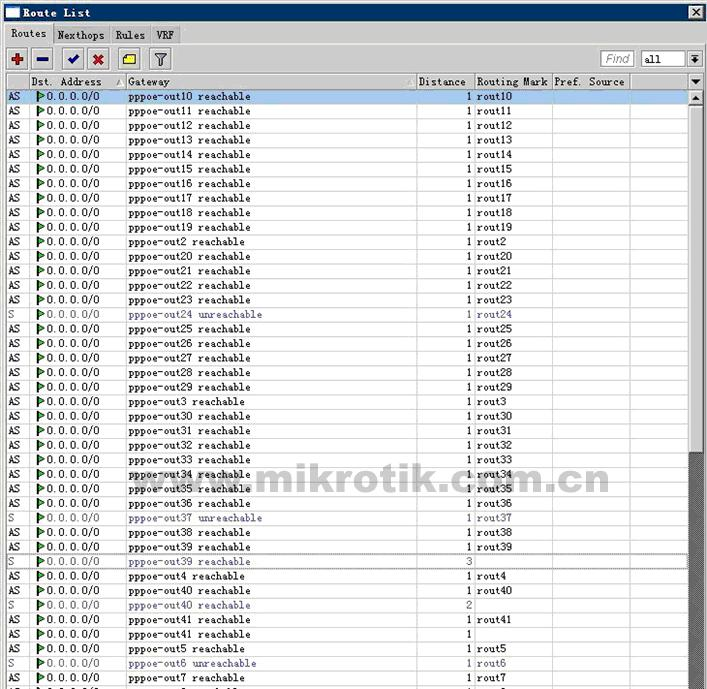 Route List
Routes Nexthops Rules VRF
Find all
Dst. Address Gateway Distance Routing Mark Pref. Source
AS 0.0.0.0/0 pppoe-out10 reachable 1 rout10
AS 0.0.0.0/0 pppoe-out11 reachable 1 rout11
AS 0.0.0.0/0 pppoe-out12 reachable 1 rout12
AS 0.0.0.0/0 pppoe-out13 reachable 1 rout13
AS 0.0.0.0/0 pppoe-out14 reachable 1 rout14
AS 0.0.0.0/0 pppoe-out15 reachable 1 rout15
AS 0.0.0.0/0 pppoe-out16 reachable 1 rout16
AS 0.0.0.0/0 pppoe-out17 reachable 1 rout17
AS 0.0.0.0/0 pppoe-out18 reachable 1 rout18
AS 0.0.0.0/0 pppoe-out19 reachable 1 rout19
AS 0.0.0.0/0 pppoe-out2 reachable 1 rout2
AS 0.0.0.0/0 pppoe-out20 reachable 1 rout20
AS 0.0.0.0/0 pppoe-out21 reachable 1 rout21
AS 0.0.0.0/0 pppoe-out22 reachable 1 rout22
AS 0.0.0.0/0 pppoe-out23 reachable 1 rout23
S 0.0.0.0/0 pppoe-out24 unreachable 1 rout24
AS 0.0.0.0/0 pppoe-out25 reachable 1 rout25
AS 0.0.0.0/0 pppoe-out26 reachable 1 rout26
AS 0.0.0.0/0 pppoe-out27 reachable 1 rout27
AS 0.0.0.0/0 pppoe-out28 reachable 1 rout28
AS 0.0.0.0/0 pppoe-out29 reachable 1 rout29
AS 0.0.0.0/0 pppoe-out3 reachable 1 rout3
AS 0.0.0.0/0 pppoe-out30 reachable 1 rout30
AS 0.0.0.0/0 pppoe-out31 reachable 1 rout31
AS 0.0.0.0/0 pppoe-out32 reachable 1 rout32
AS 0.0.0.0/0 pppoe-out33 reachable 1 rout33
AS 0.0.0.0/0 pppoe-out34 reachable 1 rout34
www.mikrotik.com.cn
AS 0.0.0.0/0 pppoe-out35 reachable 1 rout35
AS 0.0.0.0/0 pppoe-out36 reachable 1 rout36
S 0.0.0.0/0 pppoe-out37 unreachable 1 rout37
AS 0.0.0.0/0 pppoe-out38 reachable 1 rout38
AS 0.0.0.0/0 pppoe-out39 reachable 1 rout39
S 0.0.0.0/0 pppoe-out39 reachable 3
AS 0.0.0.0/0 pppoe-out4 reachable 1 rout4
AS 0.0.0.0/0 pppoe-out40 reachable 1 rout40
S 0.0.0.0/0 pppoe-out40 reachable 2
AS 0.0.0.0/0 pppoe-out41 reachable 1 rout41
AS 0.0.0.0/0 pppoe-out41 reachable 1
AS 0.0.0.0/0 pppoe-out5 reachable 1 rout5
S 0.0.0.0/0 pppoe-out6 unreachable 1 rout6
AS 0.0.0.0/0 pppoe-out7 reachable 1 rout7